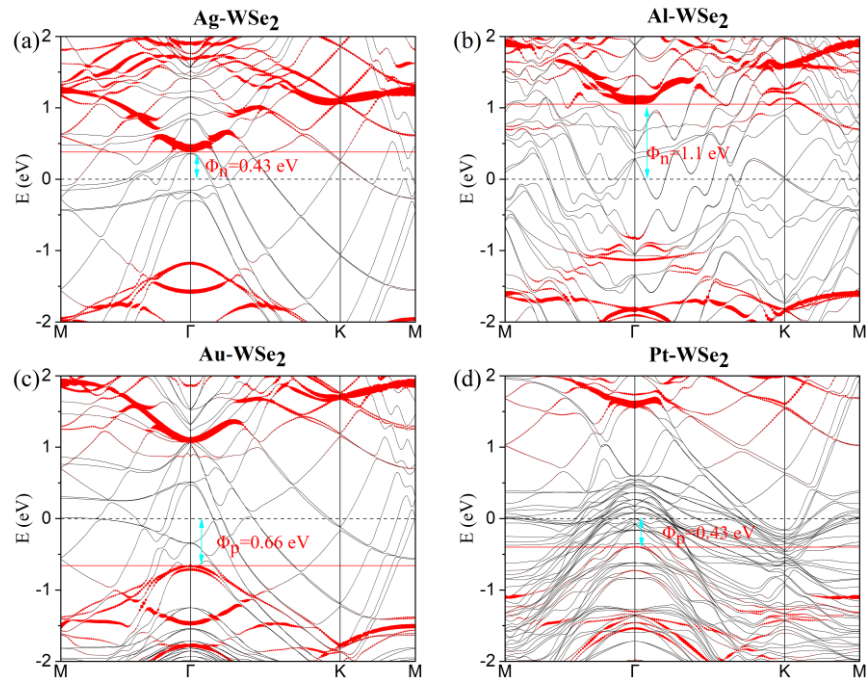 Ag-WSe2
Al-WSe2
(a)
(b)
2
1
0
-1
-2
E (eV)
Φn=0.43 eV
M
Γ
K
M
2
1
0
-1
-2
E (eV)
Φn=1.1 eV
M
Γ
K
M
Au-WSe2
Pt-WSe2
(c)
(d)
2
1
0
-1
-2
E (eV)
Φp=0.66 eV
M
Γ
K
M
2
1
0
-1
-2
E (eV)
Φp=0.43 eV
M
Γ
K
M